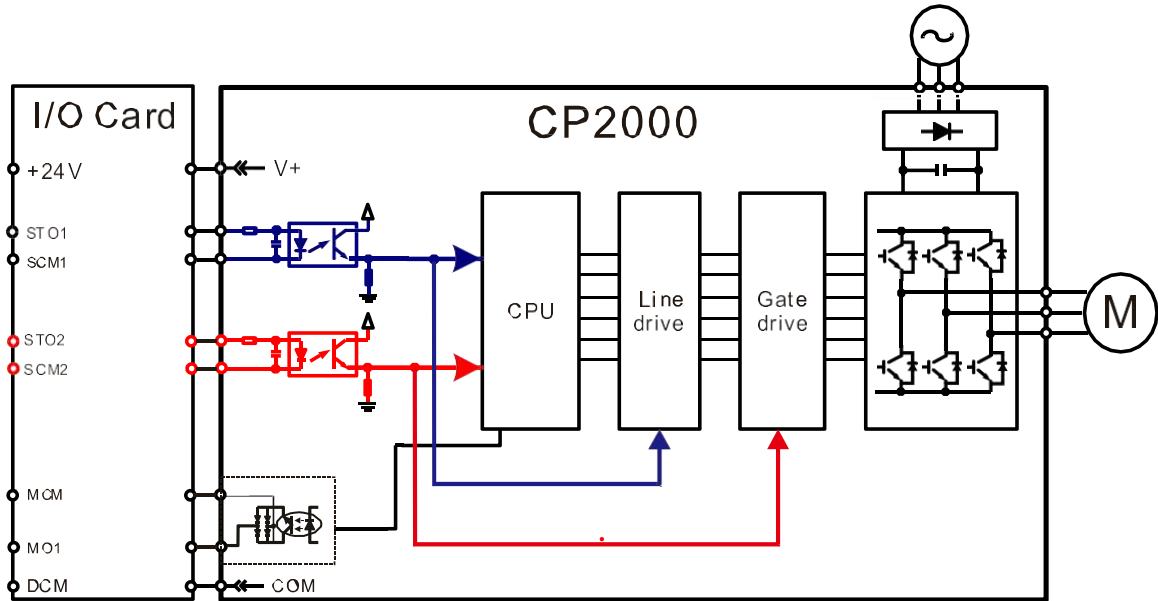 I/O Card
CP2000
+24V
V+
STO1
SCM1
STO2
SCM2
CPU
Line
drive
Gate
drive
M
MCM
MO1
DCM
COM